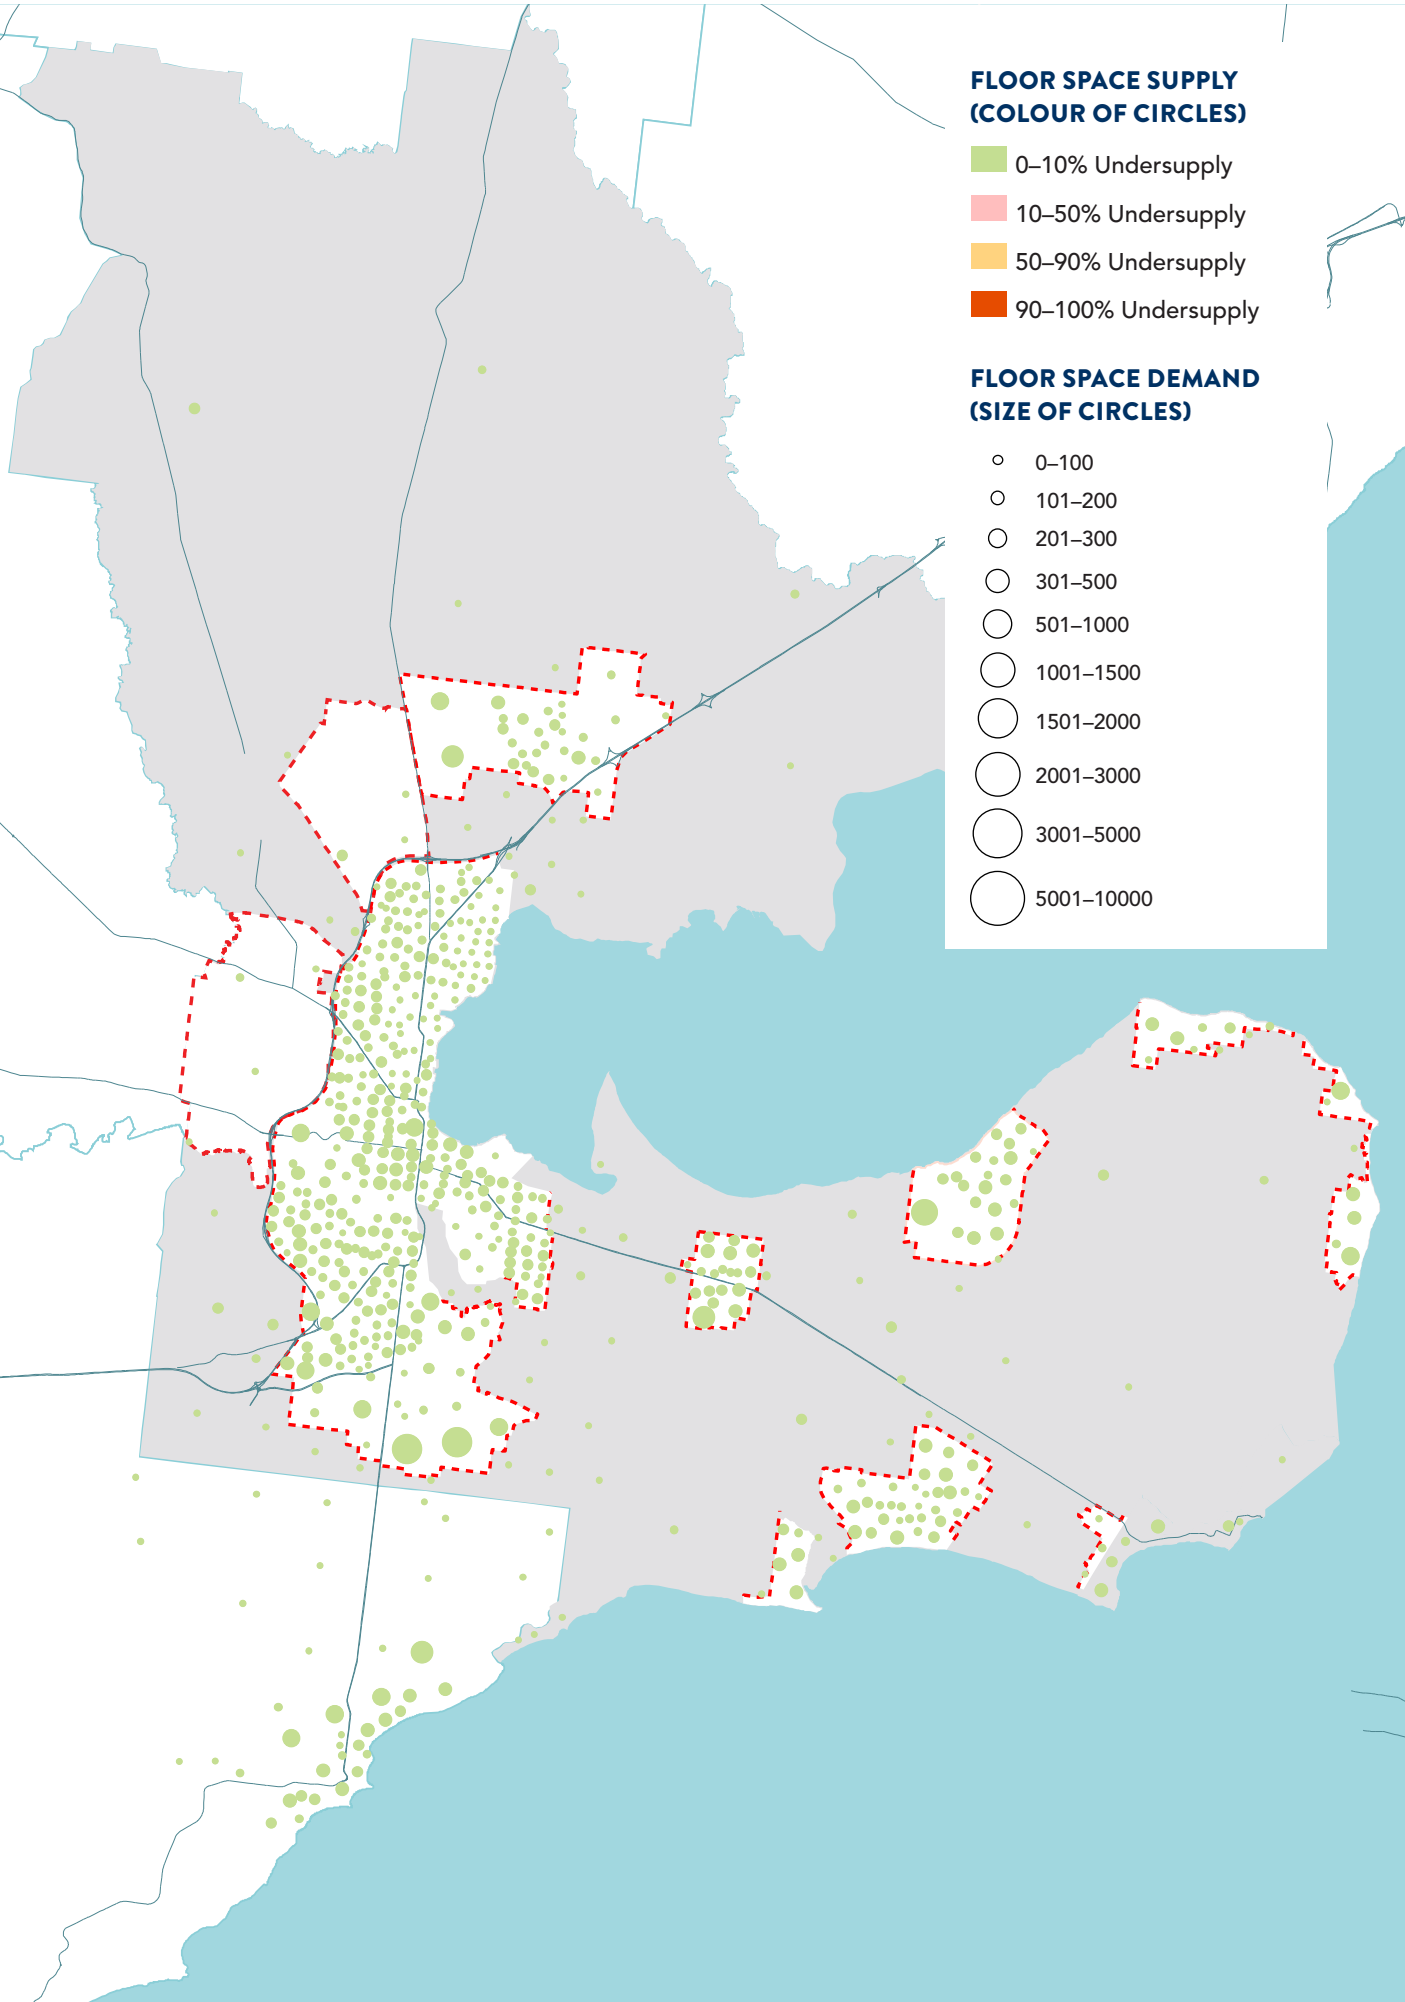 FLOOR SPACE SUPPLY
(COLOUR OF CIRCLES)
0–10% Undersupply
10–50% Undersupply
50–90% Undersupply
90–100% Undersupply
FLOOR SPACE DEMAND
(SIZE OF CIRCLES)
0–100
101–200
201–300
301–500
501–1000
1001–1500
1501–2000
2001–3000
3001–5000
5001–10000